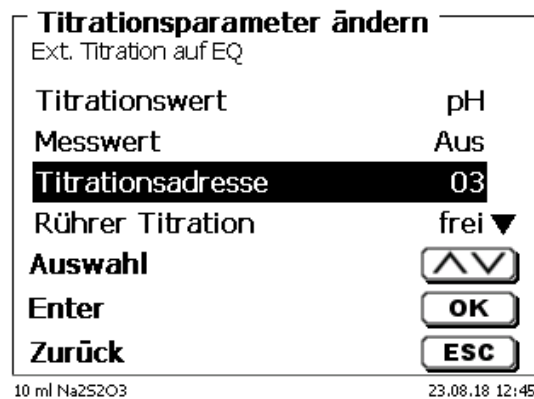 Titrationsparameter ändern
Ext. Titration auf EQ
Titrationswert pH
Messwert Aus
Titrationsadresse 03
Rührer Titration frei
Auswahl
Enter OK
Zurück ESC
10 ml Na2S2O3 23.08.18 12:45